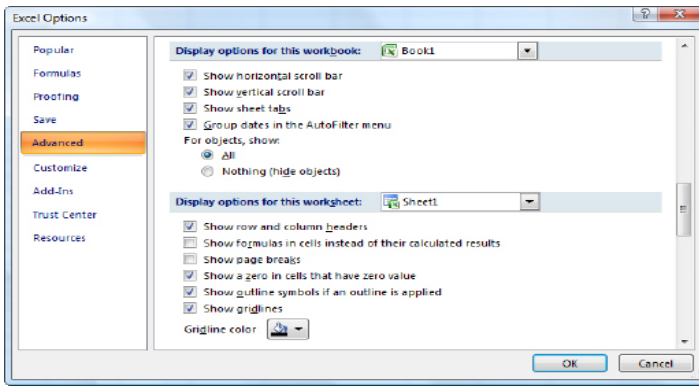 Excel Options
Popular
Formulas
Proofing
Save
Advanced
Customize
Add-Ins
Trust Center
Resources
Display options for this workbook: Book1
Show horizontal scroll bar
Show vertical scroll bar
Show sheet tabs
Group dates in the AutoFilter menu
For objects, show:
All
Nothing (hide objects)
Display options for this worksheet: Sheet1
Show row and column headers
Show formulas in cells instead of their calculated results
Show page breaks
Show a zero in cells that have zero value
Show outline symbols if an outline is applied
Show gridlines
Gridline color
OK Cancel